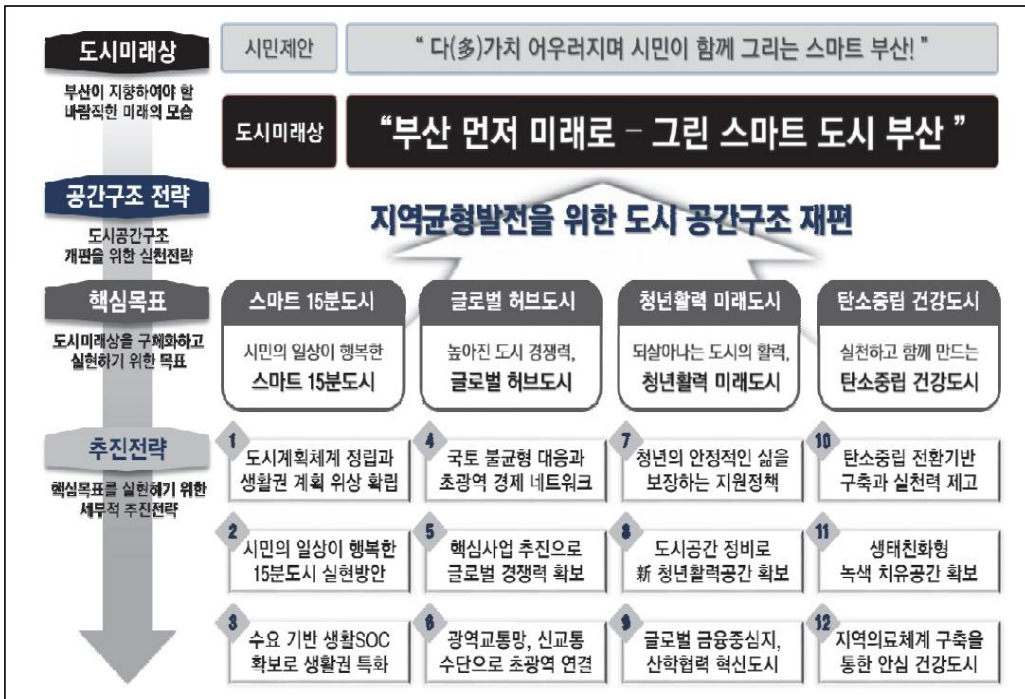 도시미래상
부산이 지향하여야 할
바람직한 미래의 모습
시민제안
“ 다(多)가치 어우러지며 시민이 함께 그리는 스마트 부산! ”
도시미래상
“부산 먼저 미래로 – 그린 스마트 도시 부산 ”
공간구조 전략
도시공간구조
개편을 위한 실천전략
지역균형발전을 위한 도시 공간구조 재편
핵심목표
도시미래상을 구체화하고
실현하기 위한 목표
스마트 15분도시
시민의 일상이 행복한
스마트 15분도시
글로벌 허브도시
높아진 도시 경쟁력,
글로벌 허브도시
청년활력 미래도시
되살아나는 도시의 활력,
청년활력 미래도시
탄소중립 건강도시
실천하고 함께 만드는
탄소중립 건강도시
추진전략
핵심목표를 실현하기 위한
세부적 추진전략
1
도시계획체계 정립과
생활권 계획 위상 확립
4
국토 불균형 대응과
초광역 경제 네트워크
7
청년의 안정적인 삶을
보장하는 지원정책
10
탄소중립 전환기반
구축과 실천력 제고
2
시민의 일상이 행복한
15분도시 실현방안
5
핵심사업 추진으로
글로벌 경쟁력 확보
8
도시공간 정비로
新 청년활력공간 확보
11
생태친화형
녹색 치유공간 확보
3
수요 기반 생활SOC
확보로 생활권 특화
6
광역교통망, 신교통
수단으로 초광역 연결
9
글로벌 금융중심지,
산학협력 혁신도시
12
지역의료체계 구축을
통한 안심 건강도시